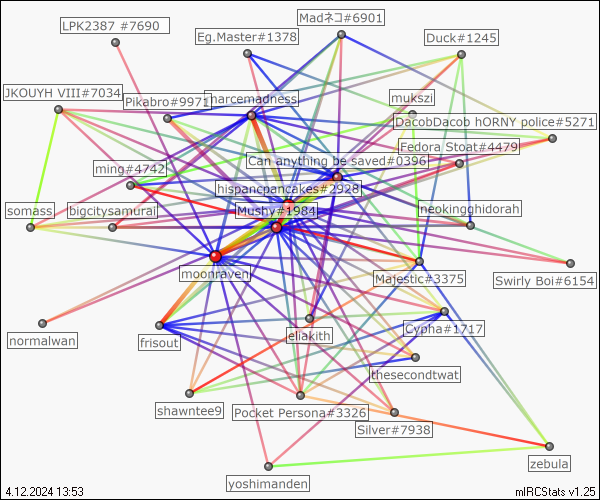 LPK2387 #7690
Madネコ#6901
Eg.Master#1378
Duck#1245
JKOUYH VIII#7034
Pikabro#9971
harcemadness
mukszi
DacobDacob hORNY police#5271
Fedora Stoat#4479
ming#4742
Can anything be saved#0396
hispancpancakes#2928
somass
bigcitysamurai
Mushy#1984
neokingghidorah
moonraven
Majestic#3375
Swirly Boi#6154
normalwan
frisout
eliakith
Cypha#1717
thesecondtwat
shawntee9
Pocket Persona#3326
Silver#7938
yoshimanden
zebula
4.12.2024 13:53
mIRCStats v1.25